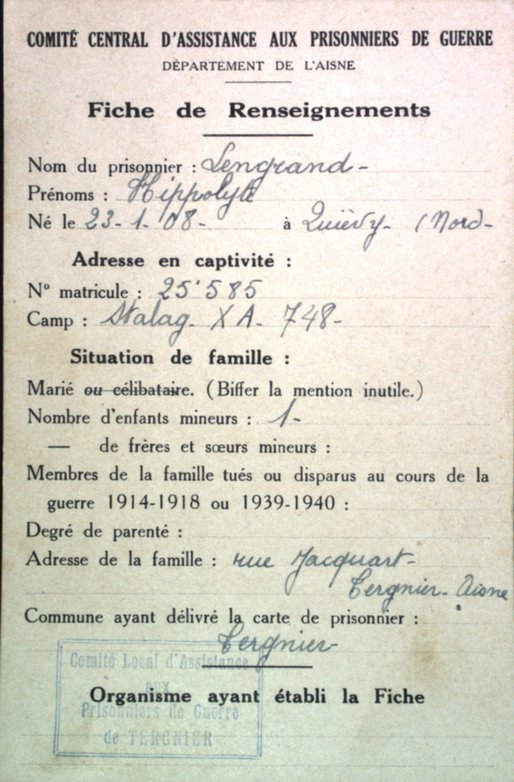 COMITÉ CENTRAL D'ASSISTANCE AUX PRISONNIERS DE GUERRE
DÉPARTEMENT DE L'AISNE
Fiche de Renseignements
Nom du prisonnier : Lengrand -
Prénoms : Hippolyte
Né le 23 - 1 - 08 - à Quiévy - (Nord -
Adresse en captivité :
N° matricule : 25'585
Camp : Stalag - X A - 748 -
Situation de famille :
Marié ou célibataire. (Biffer la mention inutile.)
Nombre d'enfants mineurs : 1 -
— de frères et sœurs mineurs :
Membres de la famille tués ou disparus au cours de la
guerre 1914-1918 ou 1939-1940 :
Degré de parenté :
Adresse de la famille : rue Jacquart -
Tergnier - Aisne
Commune ayant délivré la carte de prisonnier :
Tergnier -
Comité Local d'Assistance
aux
Prisonniers de Guerre
de TERGNIER
Organisme ayant établi la Fiche